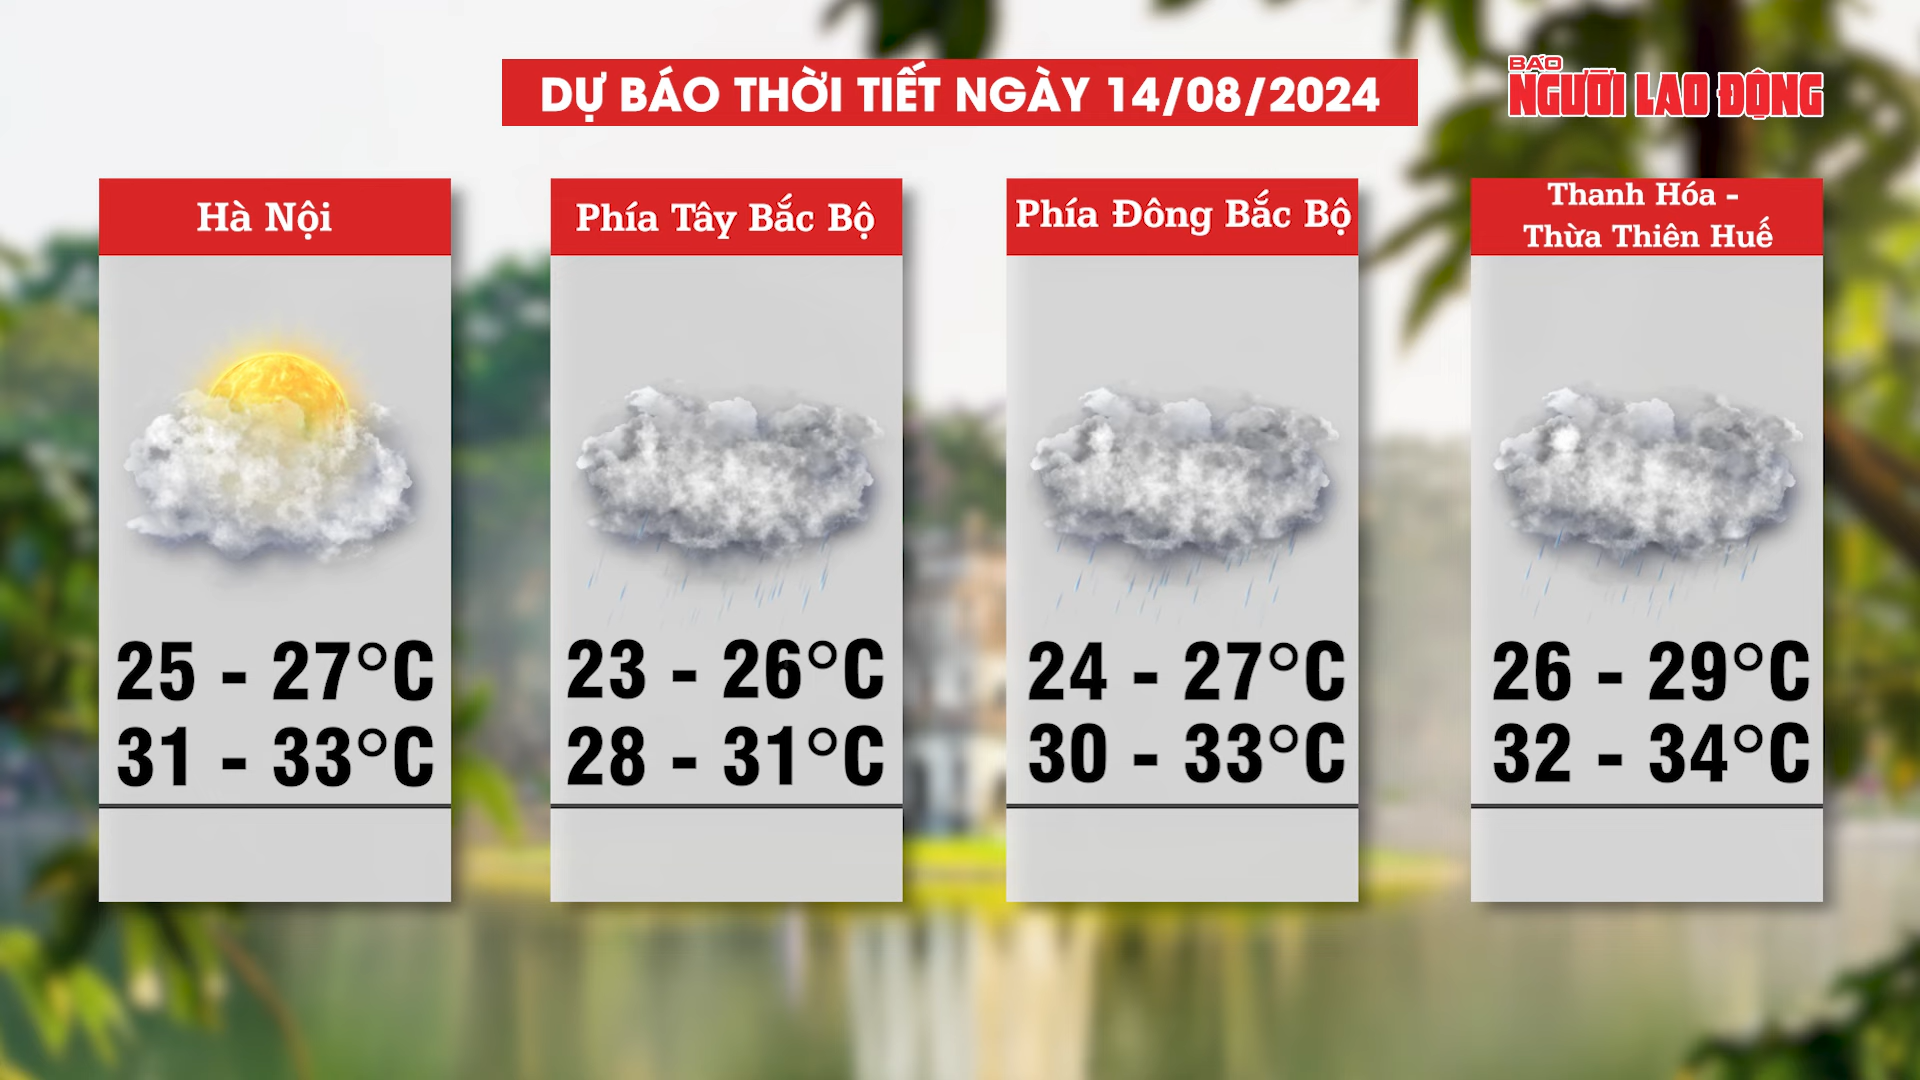 DỰ BÁO THỜI TIẾT NGÀY 14/08/2024
BÁO
NGƯỜI LAO ĐỘNG
Hà Nội
25 - 27°C
31 - 33°C
Phía Tây Bắc Bộ
23 - 26°C
28 - 31°C
Phía Đông Bắc Bộ
24 - 27°C
30 - 33°C
Thanh Hóa -
Thừa Thiên Huế
26 - 29°C
32 - 34°C